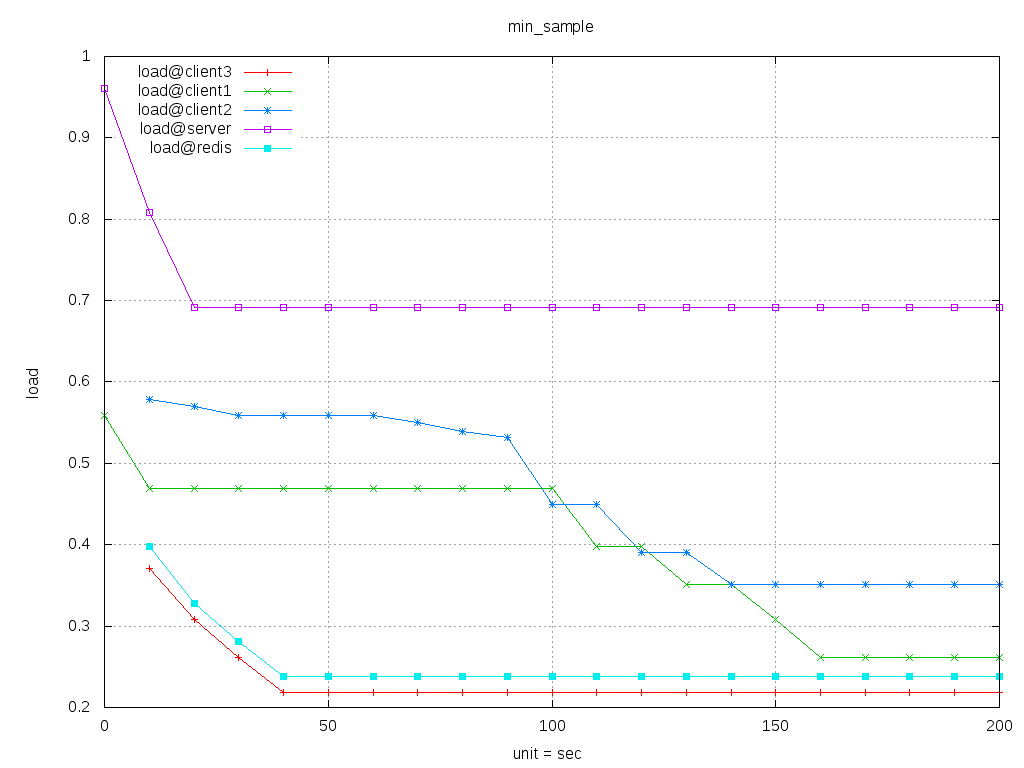 min_sample
load@client3
load@client1
load@client2
load@server
load@redis
1
0.9
0.8
0.7
0.6
0.5
0.4
0.3
0.2
load
0 50 100 150 200
unit = sec